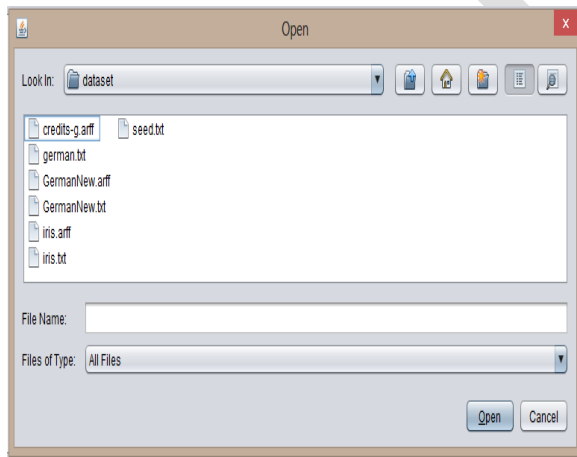 Open
x
Look In: dataset
credits-g.arff
german.txt
GermanNew.arff
GermanNew.txt
iris.arff
iris.txt
seed.txt
File Name:
Files of Type: All Files
Open Cancel